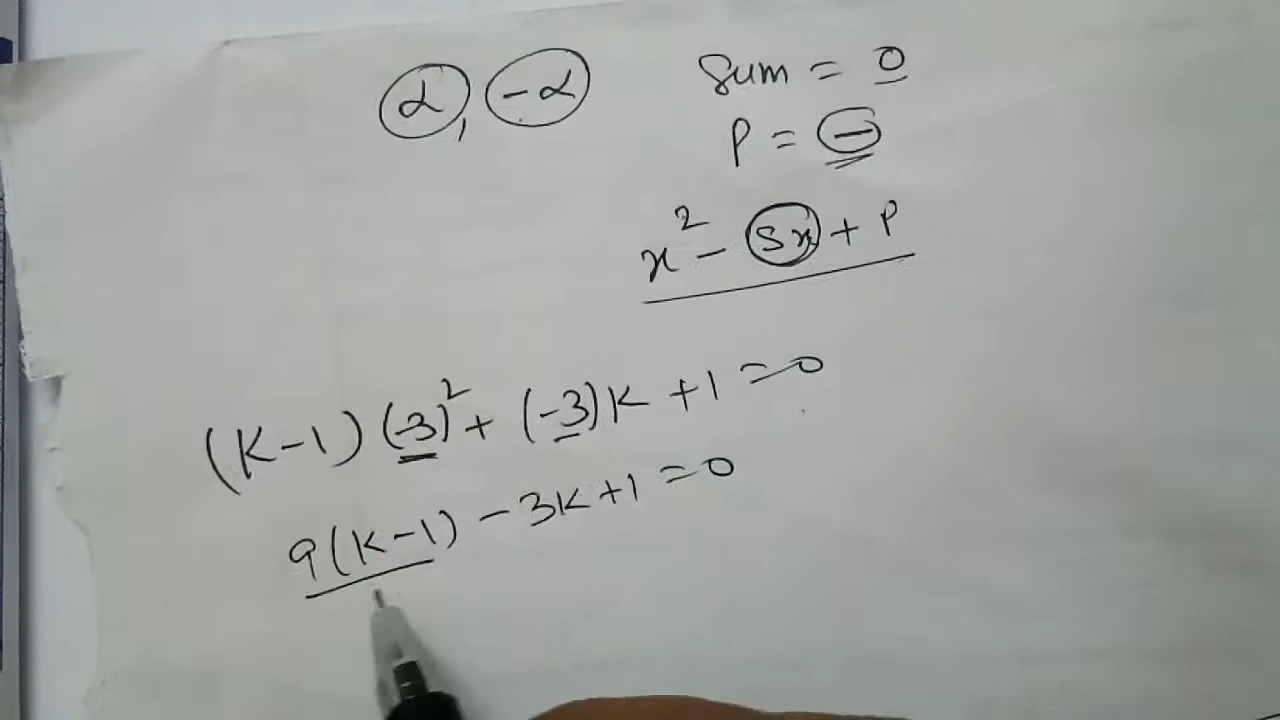 α, -α
Sum = 0
P = -
x² - Sx + P
(K-1)(-3)² + (-3)K + 1 = 0
9(K-1) - 3K + 1 = 0